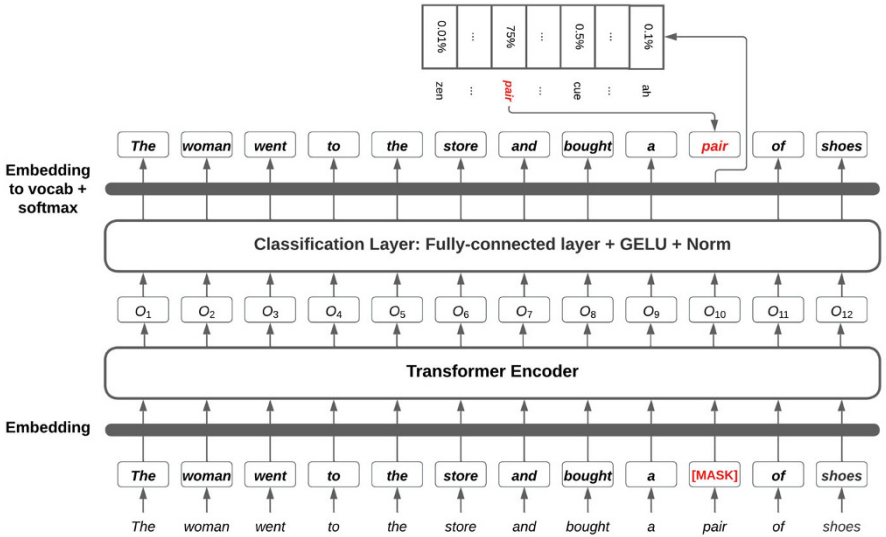 0.01% ... 75% ... 0.5% ... 0.1%
zen ... pair ... cue ... ah
The woman went to the store and bought a pair of shoes
Embedding
to vocab +
softmax
Classification Layer: Fully-connected layer + GELU + Norm
O1 O2 O3 O4 O5 O6 O7 O8 O9 O10 O11 O12
Transformer Encoder
Embedding
The woman went to the store and bought a [MASK] of shoes
The woman went to the store and bought a pair of shoes